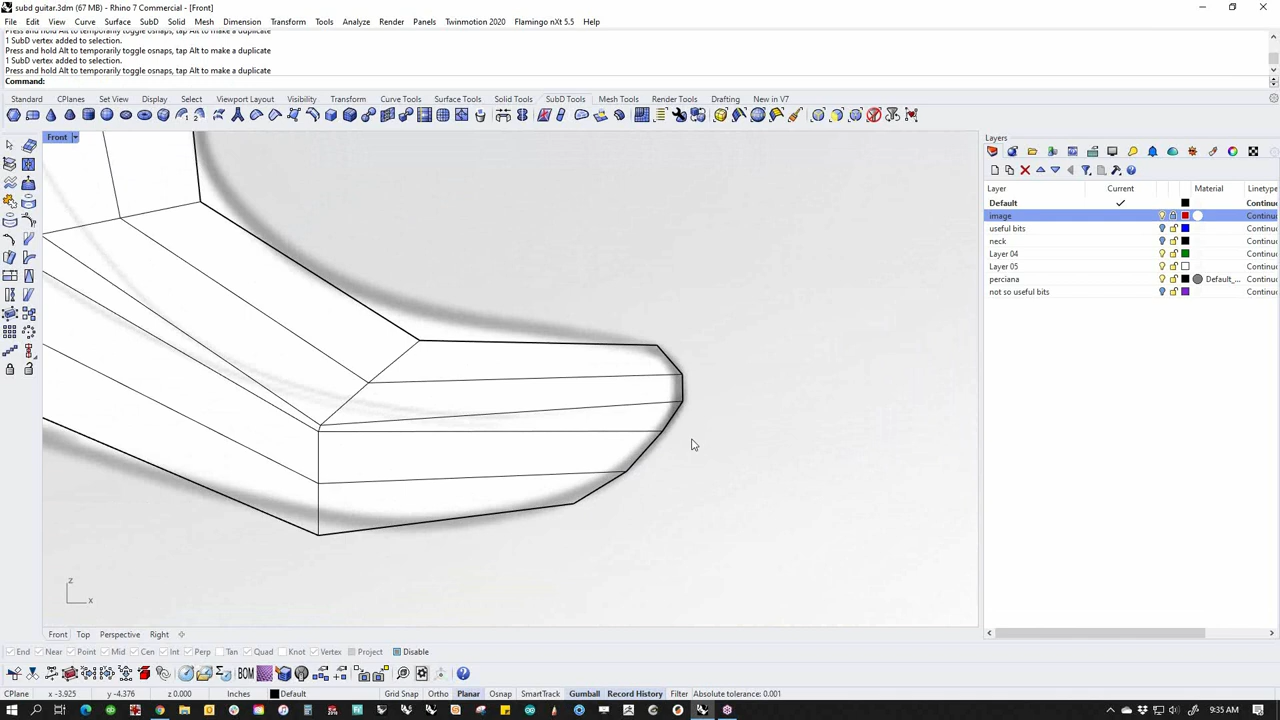 subd guitar.3dm (67 MB) - Rhino 7 Commercial - [Front]
File Edit View Curve Surface SubD Solid Mesh Dimension Transform Tools Analyze Render Panels Twinmotion 2020 Flamingo nXt 5.5 Help
Press and hold Alt to temporarily toggle osnaps, tap Alt to make a duplicate
1 SubD vertex added to selection.
Press and hold Alt to temporarily toggle osnaps, tap Alt to make a duplicate
1 SubD vertex added to selection.
Press and hold Alt to temporarily toggle osnaps, tap Alt to make a duplicate
Command:
Standard CPlanes Set View Display Select Viewport Layout Visibility Transform Curve Tools Surface Tools Solid Tools SubD Tools Mesh Tools Render Tools Drafting New in V7
Front
Layers
Layer Current Material Linetype
Default Continuc
image Continuc
useful bits Continuc
neck Continuc
Layer 04 Continuc
Layer 05 Continuc
perciana Default_... Continuc
not so useful bits Continuc
z
x
Front Top Perspective Right
End Near Point Mid Cen Int Perp Tan Quad Knot Vertex Project Disable
BOM
CPlane x -3.925 y -4.376 z 0.000 Inches Default Grid Snap Ortho Planar Osnap SmartTrack Gumball Record History Filter Absolute tolerance: 0.001
9:35 AM